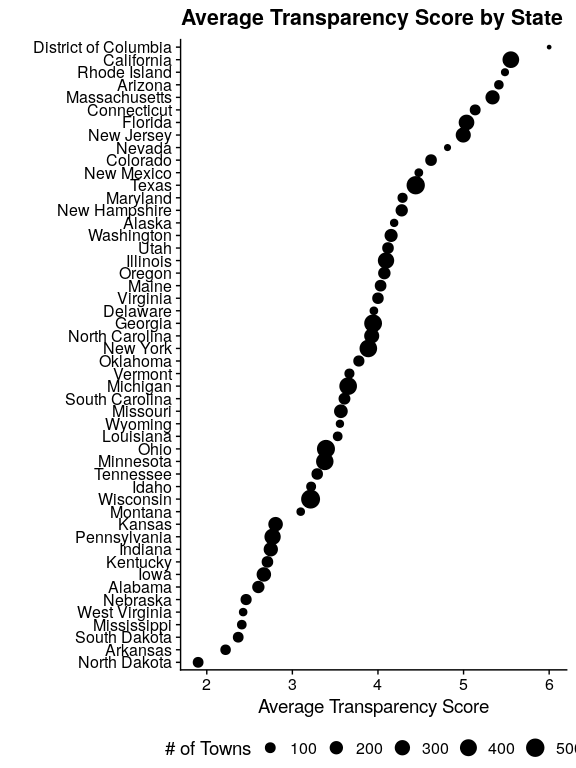 Average Transparency Score by State
District of Columbia
California
Rhode Island
Arizona
Massachusetts
Connecticut
Florida
New Jersey
Nevada
Colorado
New Mexico
Texas
Maryland
New Hampshire
Alaska
Washington
Utah
Illinois
Oregon
Maine
Virginia
Delaware
Georgia
North Carolina
New York
Oklahoma
Vermont
Michigan
South Carolina
Missouri
Wyoming
Louisiana
Ohio
Minnesota
Tennessee
Idaho
Wisconsin
Montana
Kansas
Pennsylvania
Indiana
Kentucky
Iowa
Alabama
Nebraska
West Virginia
Mississippi
South Dakota
Arkansas
North Dakota
2 3 4 5 6
Average Transparency Score
# of Towns 100 200 300 400